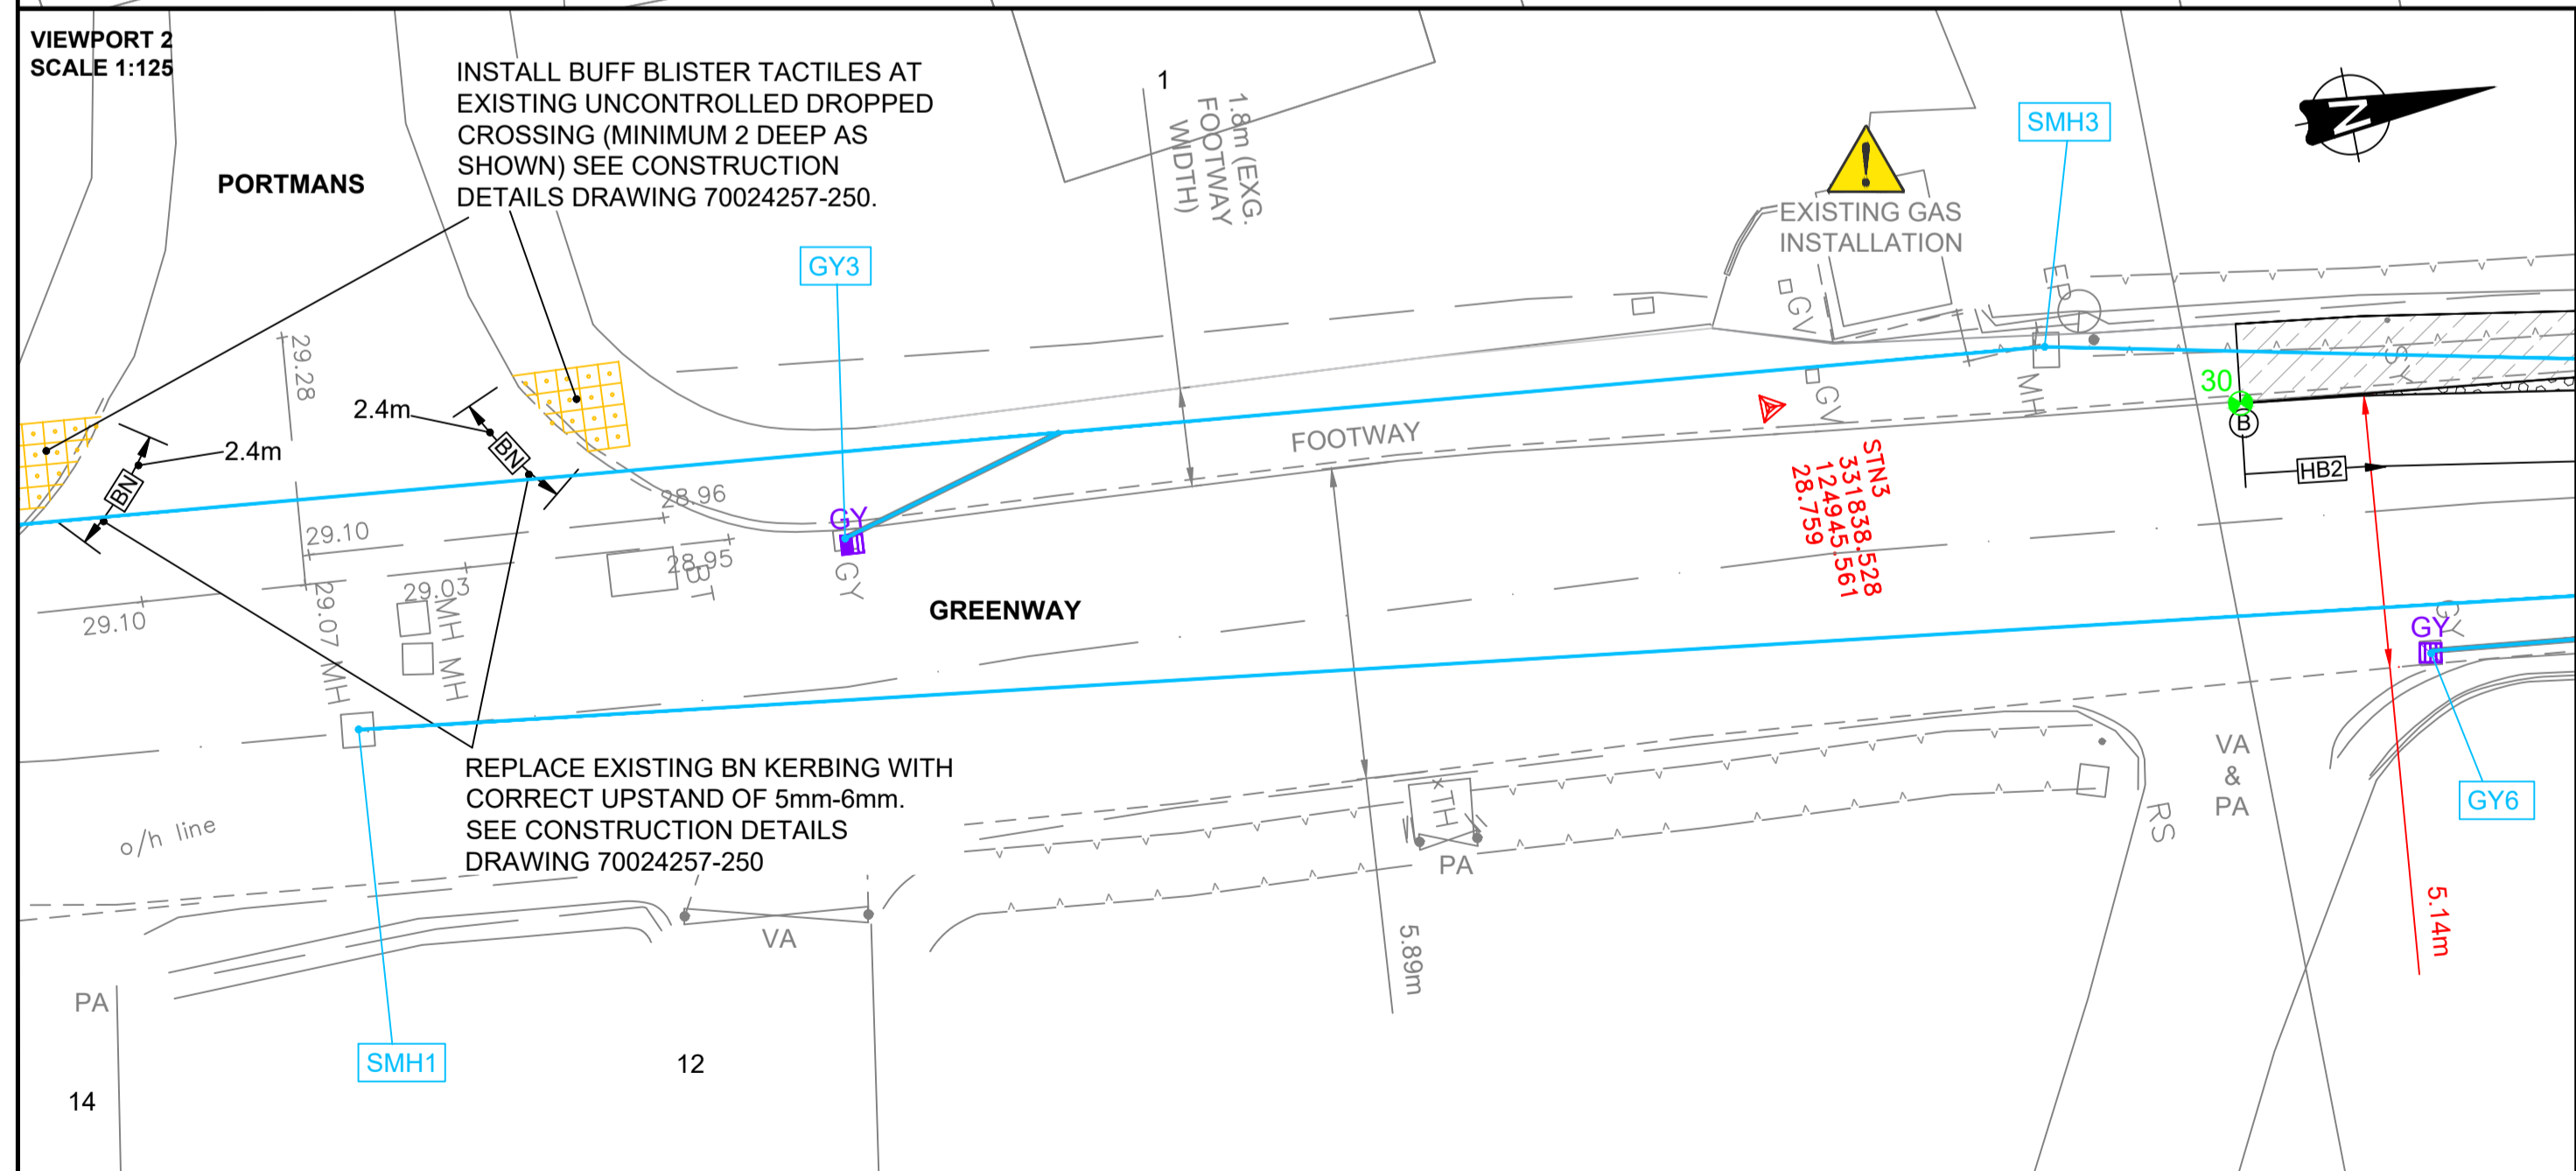 VIEWPORT 2
SCALE 1:125
INSTALL BUFF BLISTER TACTILES AT
EXISTING UNCONTROLLED DROPPED
CROSSING (MINIMUM 2 DEEP AS
SHOWN) SEE CONSTRUCTION
DETAILS DRAWING 70024257-250.
PORTMANS
1
1.8m (EXG.
FOOTWAY
WIDTH)
N
SMH3
EXISTING GAS
INSTALLATION
GY3
GV
GV
MH
29.28
2.4m
BN
2.4m
BN
30
B
HB2
FOOTWAY
STN3
331838.528
124945.561
28.759
28.96
29.10
28.95
BT
GY
GY
29.03
29.10
29.07
MH
MH
MH
GREENWAY
GY
GY
REPLACE EXISTING BN KERBING WITH
CORRECT UPSTAND OF 5mm-6mm.
SEE CONSTRUCTION DETAILS
DRAWING 70024257-250
o/h line
TH
PA
RS
VA
&
PA
GY6
VA
5.89m
5.14m
PA
SMH1
12
14